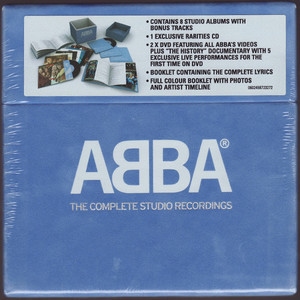 • CONTAINS 8 STUDIO ALBUMS WITH
BONUS TRACKS
• 1 EXCLUSIVE RARITIES CD
• 2 X DVD FEATURING ALL ABBA'S VIDEOS
PLUS "THE HISTORY" DOCUMENTARY WITH 5
EXCLUSIVE LIVE PERFORMANCES FOR THE
FIRST TIME ON DVD
• BOOKLET CONTAINING THE COMPLETE LYRICS
• FULL COLOUR BOOKLET WITH PHOTOS
AND ARTIST TIMELINE
ABBA®
THE COMPLETE STUDIO RECORDINGS